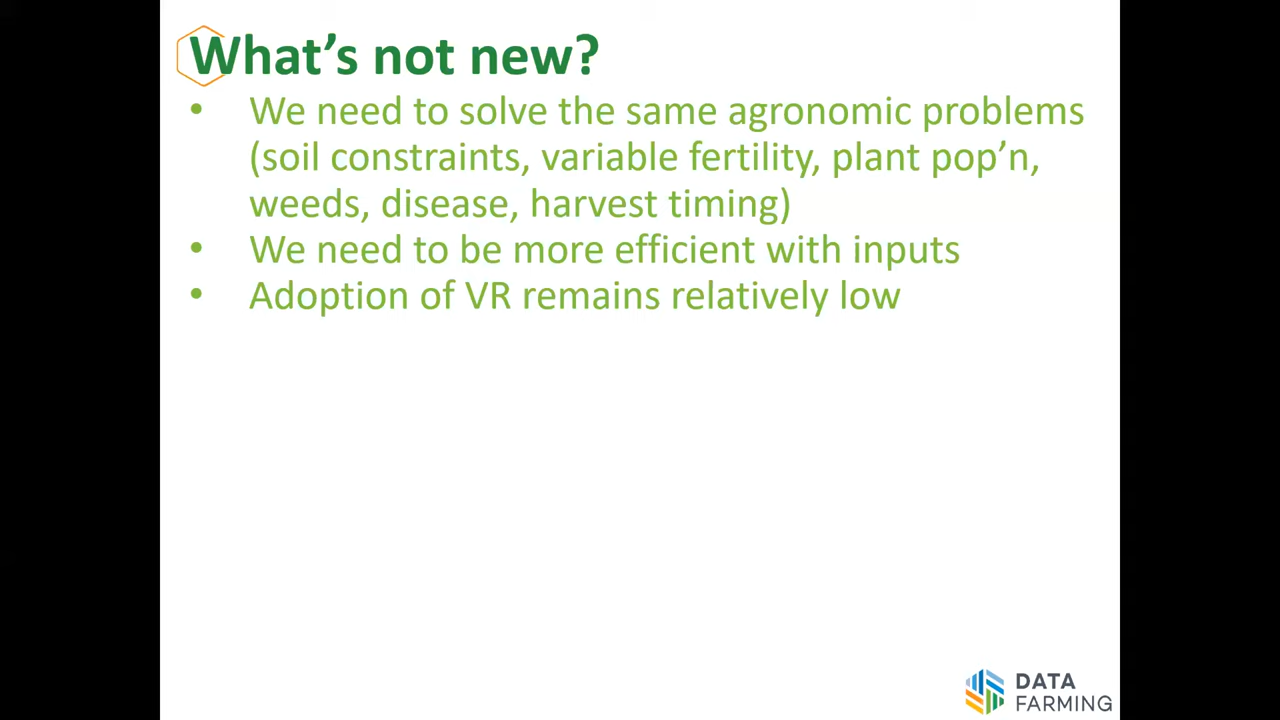 What’s not new?
• We need to solve the same agronomic problems
(soil constraints, variable fertility, plant pop’n,
weeds, disease, harvest timing)
• We need to be more efficient with inputs
• Adoption of VR remains relatively low
DATA
FARMING